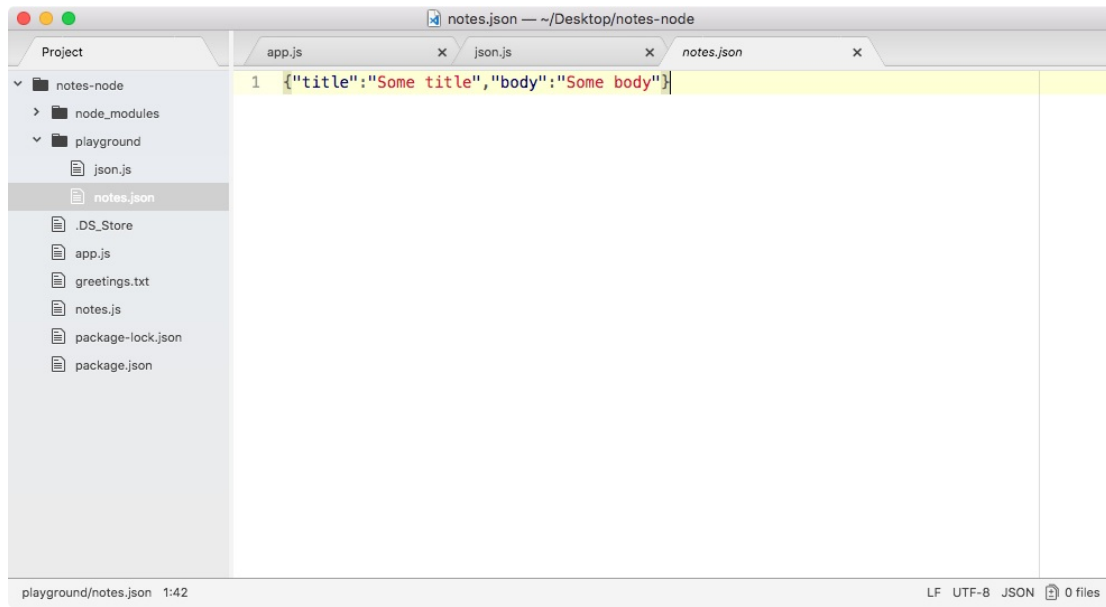 notes.json — ~/Desktop/notes-node
Project
app.js
json.js
notes.json
notes-node
node_modules
playground
json.js
notes.json
.DS_Store
app.js
greetings.txt
notes.js
package-lock.json
package.json
1 {"title":"Some title","body":"Some body"}
playground/notes.json 1:42
LF UTF-8 JSON 0 files